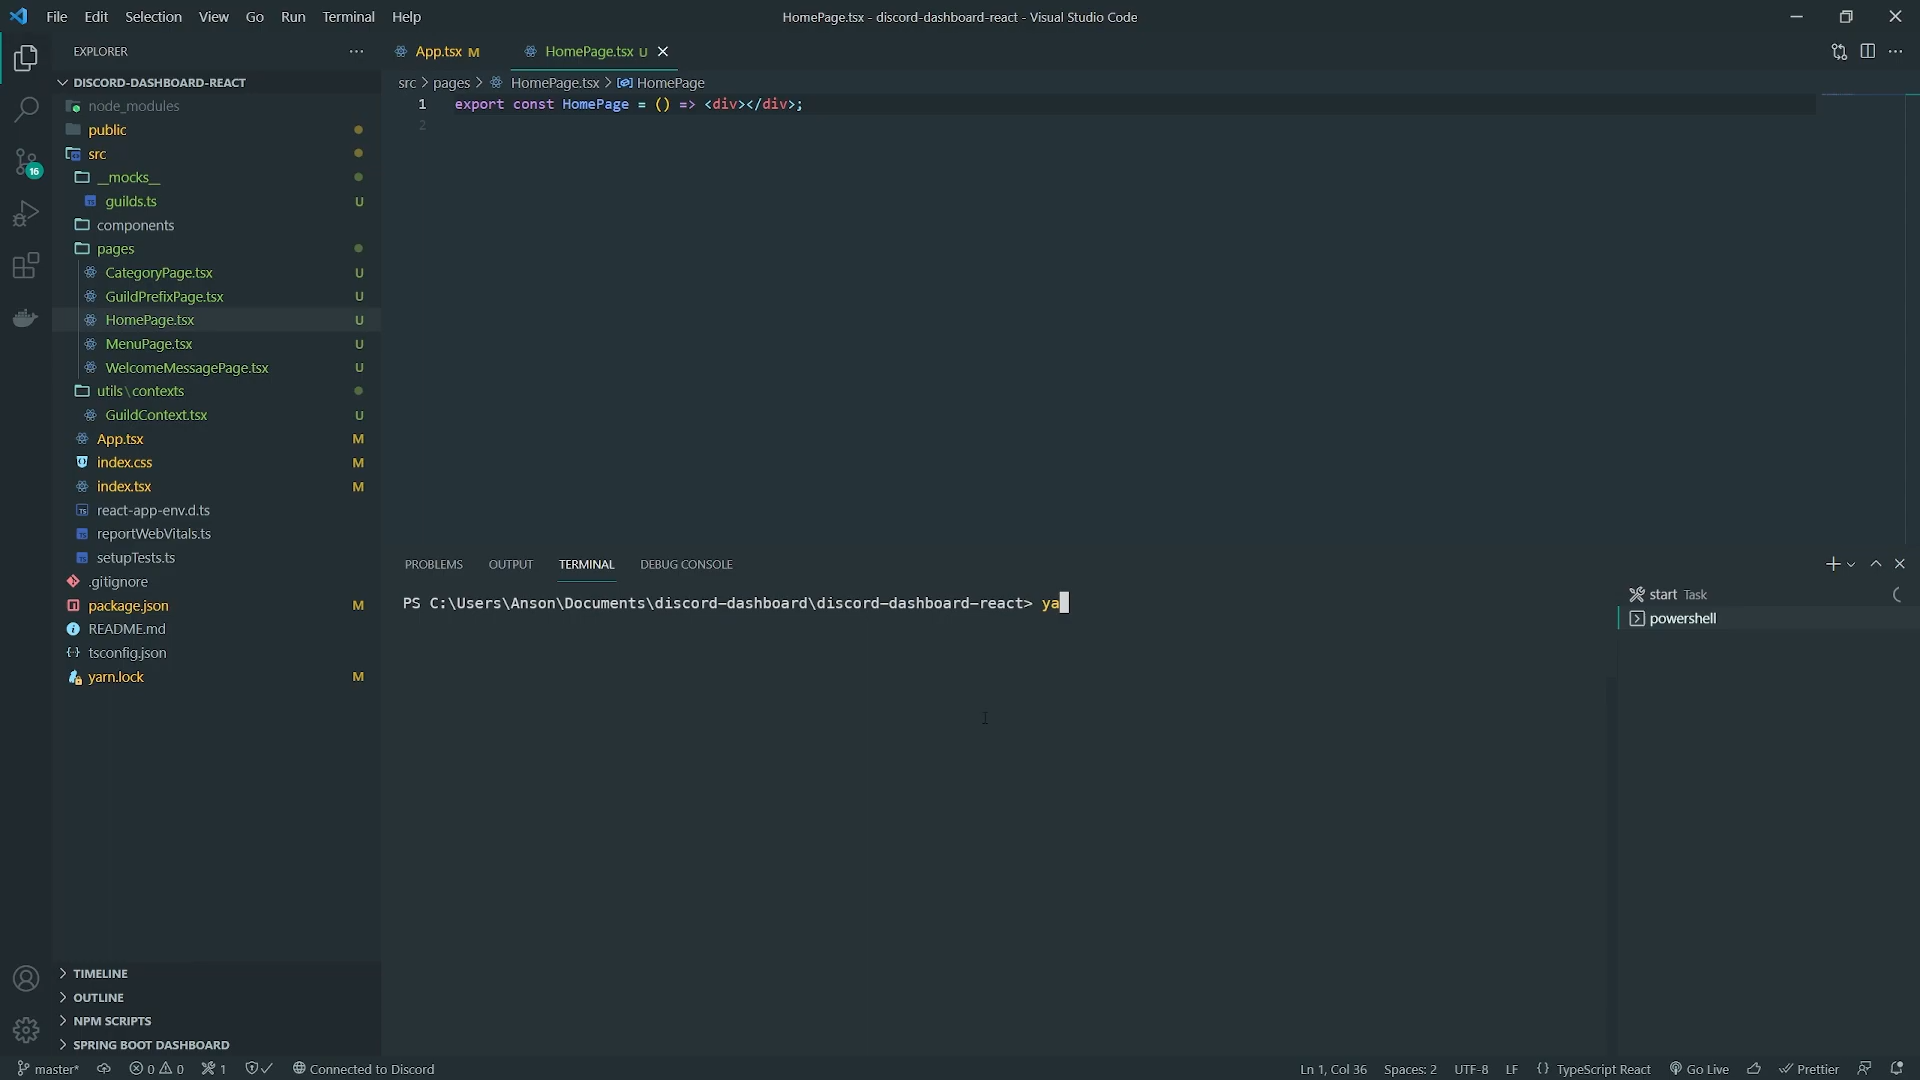 File Edit Selection View Go Run Terminal Help
HomePage.tsx - discord-dashboard-react - Visual Studio Code
EXPLORER
DISCORD-DASHBOARD-REACT
node_modules
public
src
__mocks__
guilds.ts U
components
pages
CategoryPage.tsx U
GuildPrefixPage.tsx U
HomePage.tsx U
MenuPage.tsx U
WelcomeMessagePage.tsx U
utils\contexts
GuildContext.tsx U
App.tsx M
index.css M
index.tsx M
react-app-env.d.ts
reportWebVitals.ts
setupTests.ts
.gitignore
package.json M
README.md
tsconfig.json
yarn.lock M
TIMELINE
OUTLINE
NPM SCRIPTS
SPRING BOOT DASHBOARD
16
App.tsx M
HomePage.tsx U
src > pages > HomePage.tsx > HomePage
1 export const HomePage = () => <div></div>;
2
PROBLEMS OUTPUT TERMINAL DEBUG CONSOLE
PS C:\Users\Anson\Documents\discord-dashboard\discord-dashboard-react> ya
start Task
powershell
master* 0 0 1 Connected to Discord
Ln 1, Col 36 Spaces: 2 UTF-8 LF {} TypeScript React Go Live Prettier